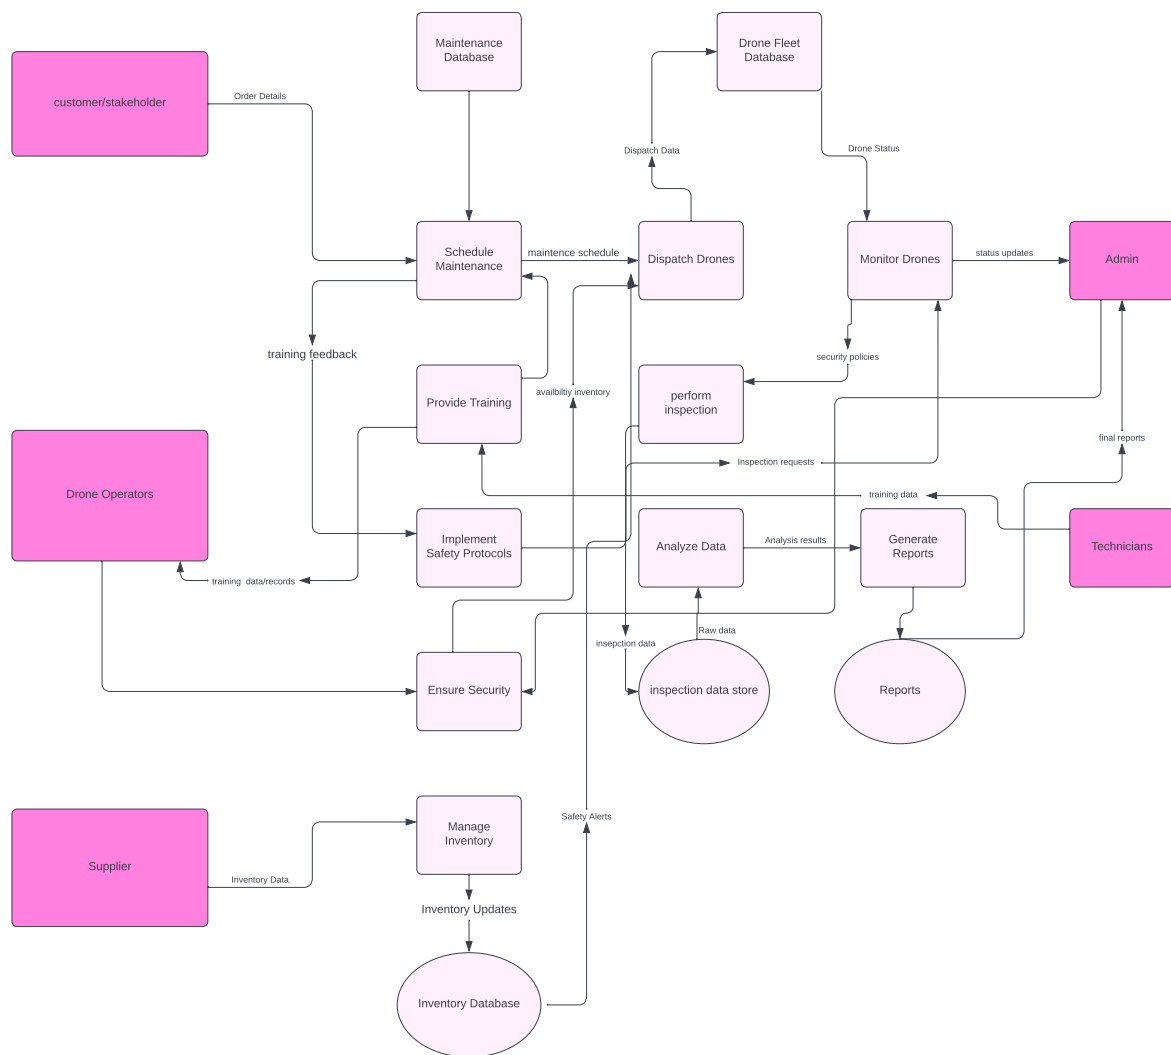 Maintenance
Database
Drone Fleet
Database
customer/stakeholder
Order Details
Dispatch Data
Drone Status
Schedule
Maintenance
maintence schedule
Dispatch Drones
Monitor Drones
status updates
Admin
training feedback
security policies
Provide Training
availbiltiy inventory
perform
inspection
final reports
Inspection requests
Drone Operators
training data
Implement
Safety Protocols
Analyze Data
Analysis results
Generate
Reports
Technicians
training data/records
Raw data
insepction data
Ensure Security
inspection data store
Reports
Safety Alerts
Manage
Inventory
Supplier
Inventory Data
Inventory Updates
Inventory Database